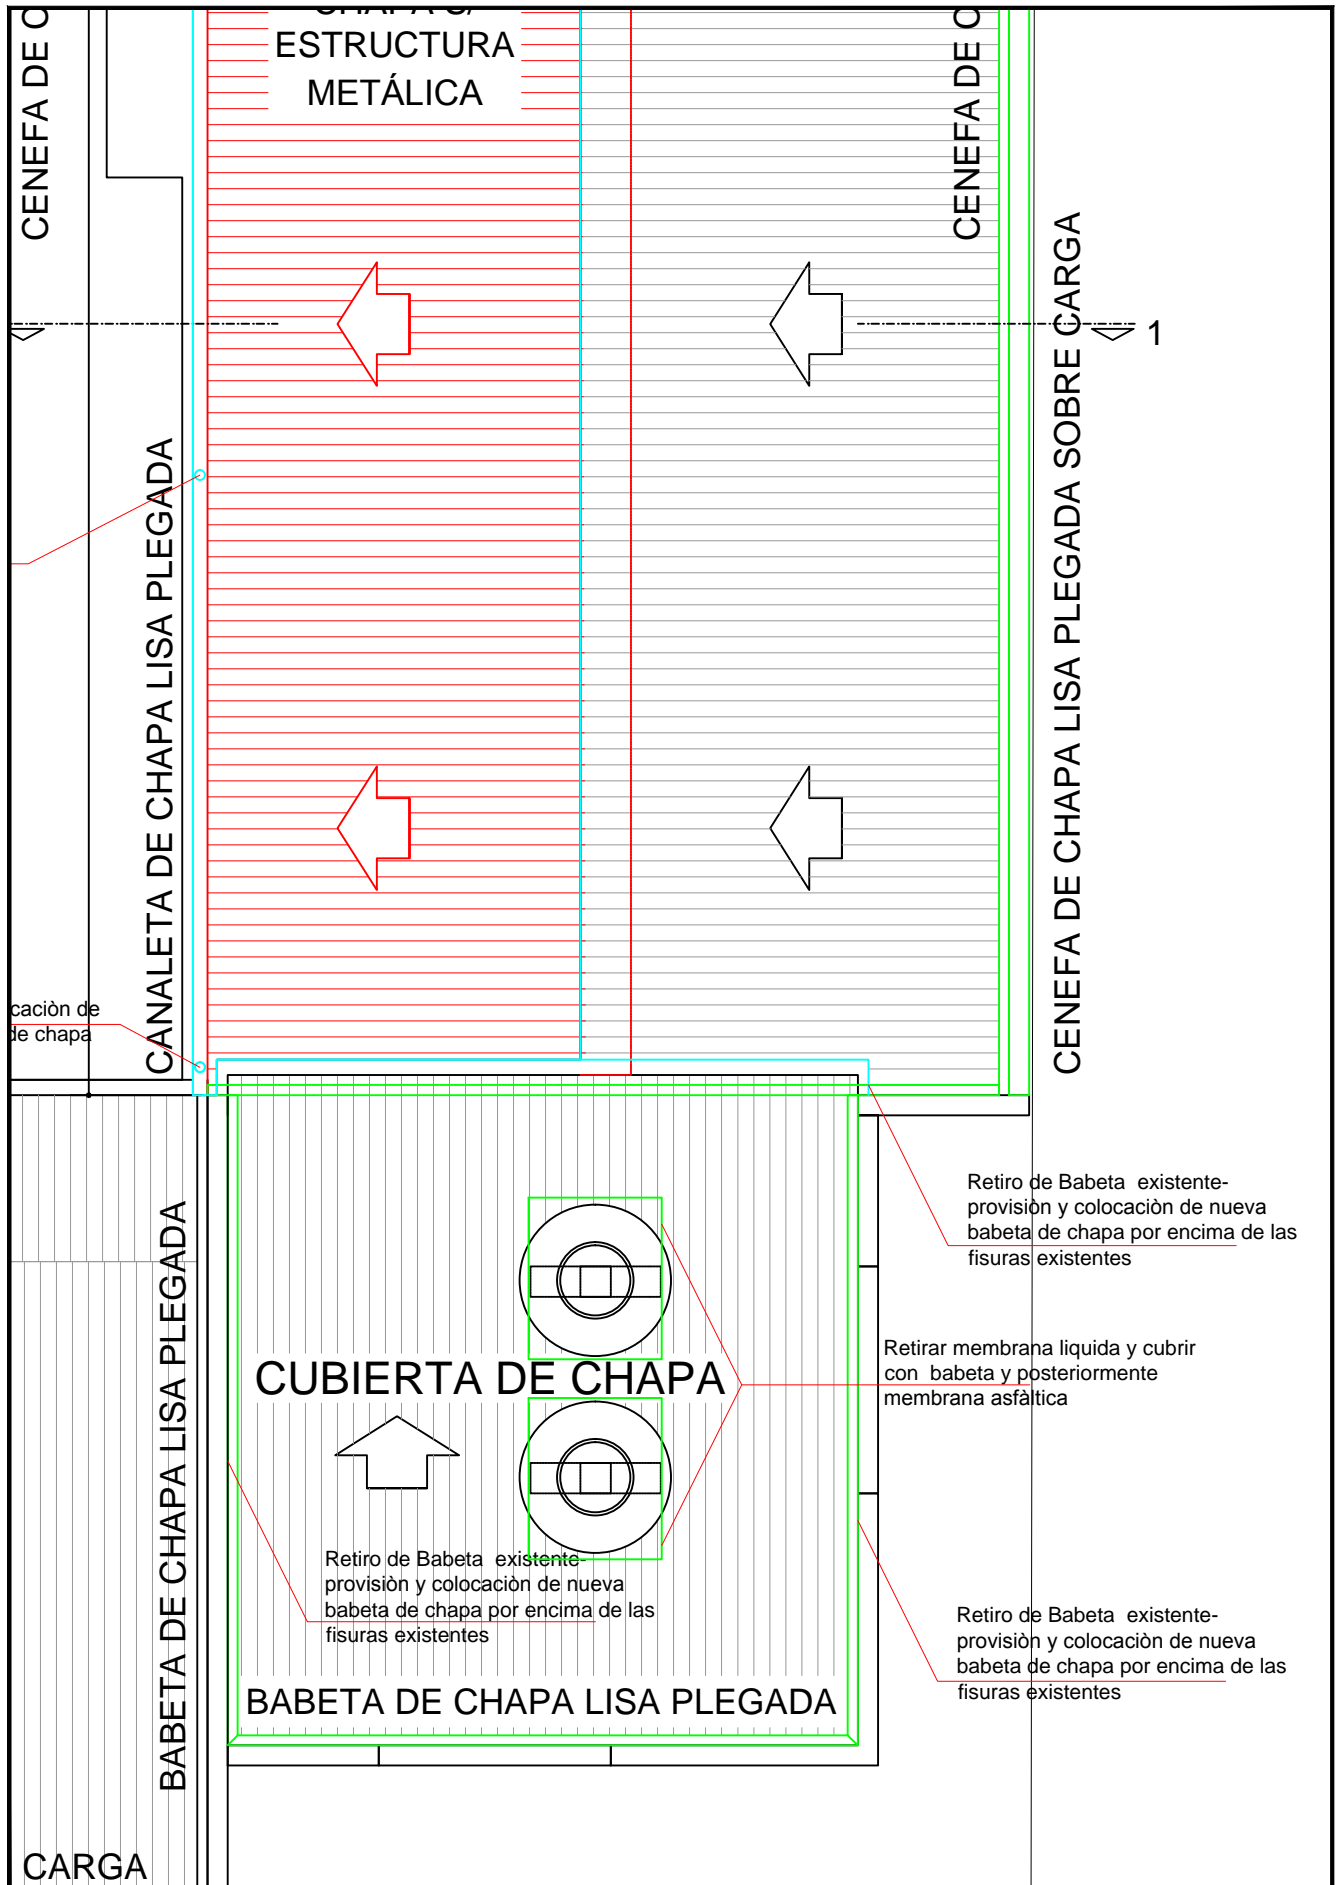 ESTRUCTURA
METÁLICA
CENEFA DE
CENEFA DE
CENEFA DE CHAPA LISA PLEGADA SOBRE CARGA
1
CANALETA DE CHAPA LISA PLEGADA
caciòn de
de chapa
Retiro de Babeta existente-
provisiòn y colocaciòn de nueva
babeta de chapa por encima de las
fisuras existentes
BABETA DE CHAPA LISA PLEGADA
Retirar membrana liquida y cubrir
con babeta y posteriormente
membrana asfàltica
CUBIERTA DE CHAPA
Retiro de Babeta existente-
provisiòn y colocaciòn de nueva
babeta de chapa por encima de las
fisuras existentes
Retiro de Babeta existente-
provisiòn y colocaciòn de nueva
babeta de chapa por encima de las
fisuras existentes
BABETA DE CHAPA LISA PLEGADA
CARGA